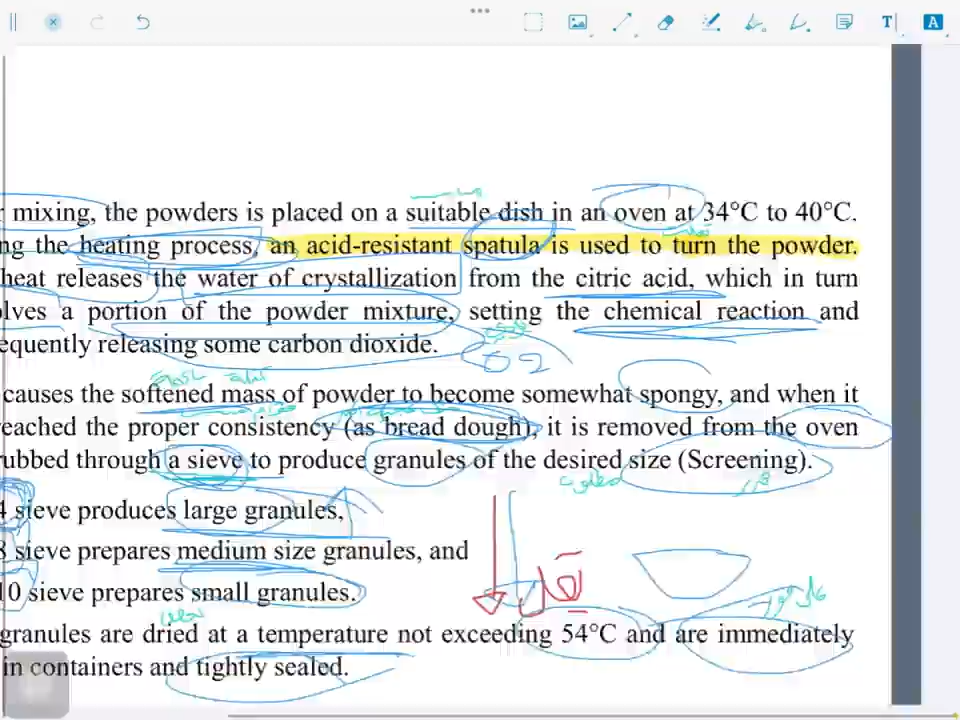 r mixing, the powders is placed on a suitable dish in an oven at 34°C to 40°C.
ng the heating process, an acid-resistant spatula is used to turn the powder.
heat releases the water of crystallization from the citric acid, which in turn
olves a portion of the powder mixture, setting the chemical reaction and
equently releasing some carbon dioxide.
causes the softened mass of powder to become somewhat spongy, and when it
reached the proper consistency (as bread dough), it is removed from the oven
rubbed through a sieve to produce granules of the desired size (Screening).
4 sieve produces large granules,
8 sieve prepares medium size granules, and
10 sieve prepares small granules.
granules are dried at a temperature not exceeding 54°C and are immediately
in containers and tightly sealed.